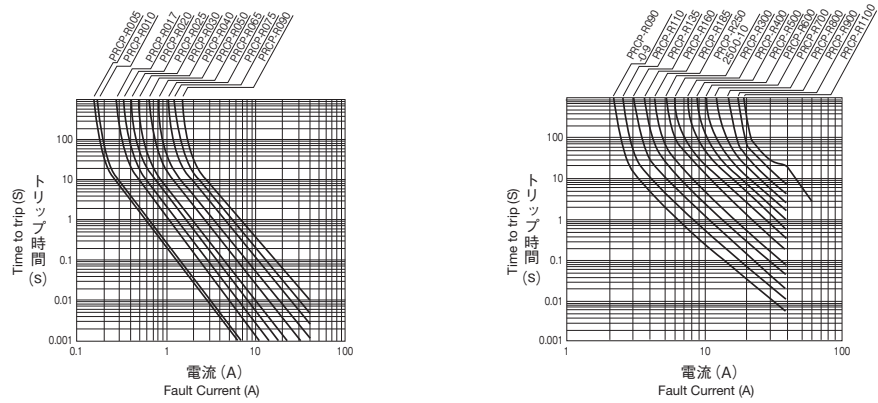 PRCP-R005
PRCP-R010
PRCP-R017
PRCP-R020
PRCP-R025
PRCP-R030
PRCP-R040
PRCP-R050
PRCP-R065
PRCP-R075
PRCP-R090
Time to trip (S)
トリップ時間 (s)
100
10
1
0.1
0.01
0.001
0.1
1
10
100
電流 (A)
Fault Current (A)
PRCP-R090
-0-9
PRCP-R110
PRCP-R135
PRCP-R160
PRCP-R185
PRCP-R250
250-0-10
PRCP-R300
PRCP-R400
PRCP-R500
PRCP-R600
PRCP-R700
PRCP-R800
PRCP-R900
PRCP-R1100
Time to trip (S)
トリップ時間 (s)
100
10
1
0.1
0.01
0.001
1
10
100
電流 (A)
Fault Current (A)